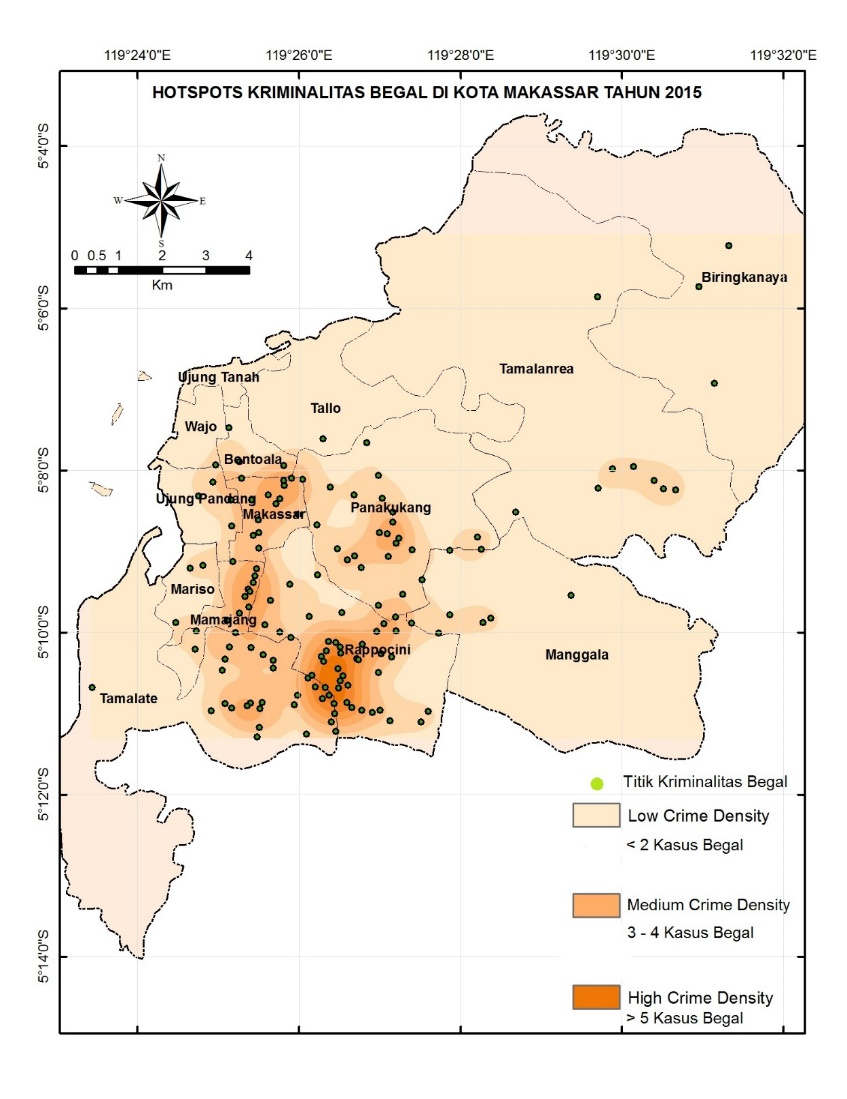 119°24'0"E 119°26'0"E 119°28'0"E 119°30'0"E 119°32'0"E
HOTSPOTS KRIMINALITAS BEGAL DI KOTA MAKASSAR TAHUN 2015
5°4'0"S
N
W E
S
0 0.5 1 2 3 4
Km
Biringkanaya
5°6'0"S
Tamalanrea
Ujung Tanah
Tallo
Wajo
Bontoala
5°8'0"S
Ujung Pandang
Panakukang
Makassar
Mariso
Mamajang
5°10'0"S
Rappocini
Manggala
Tamalate
Titik Kriminalitas Begal
5°12'0"S
Low Crime Density
< 2 Kasus Begal
Medium Crime Density
3 - 4 Kasus Begal
5°14'0"S
High Crime Density
> 5 Kasus Begal